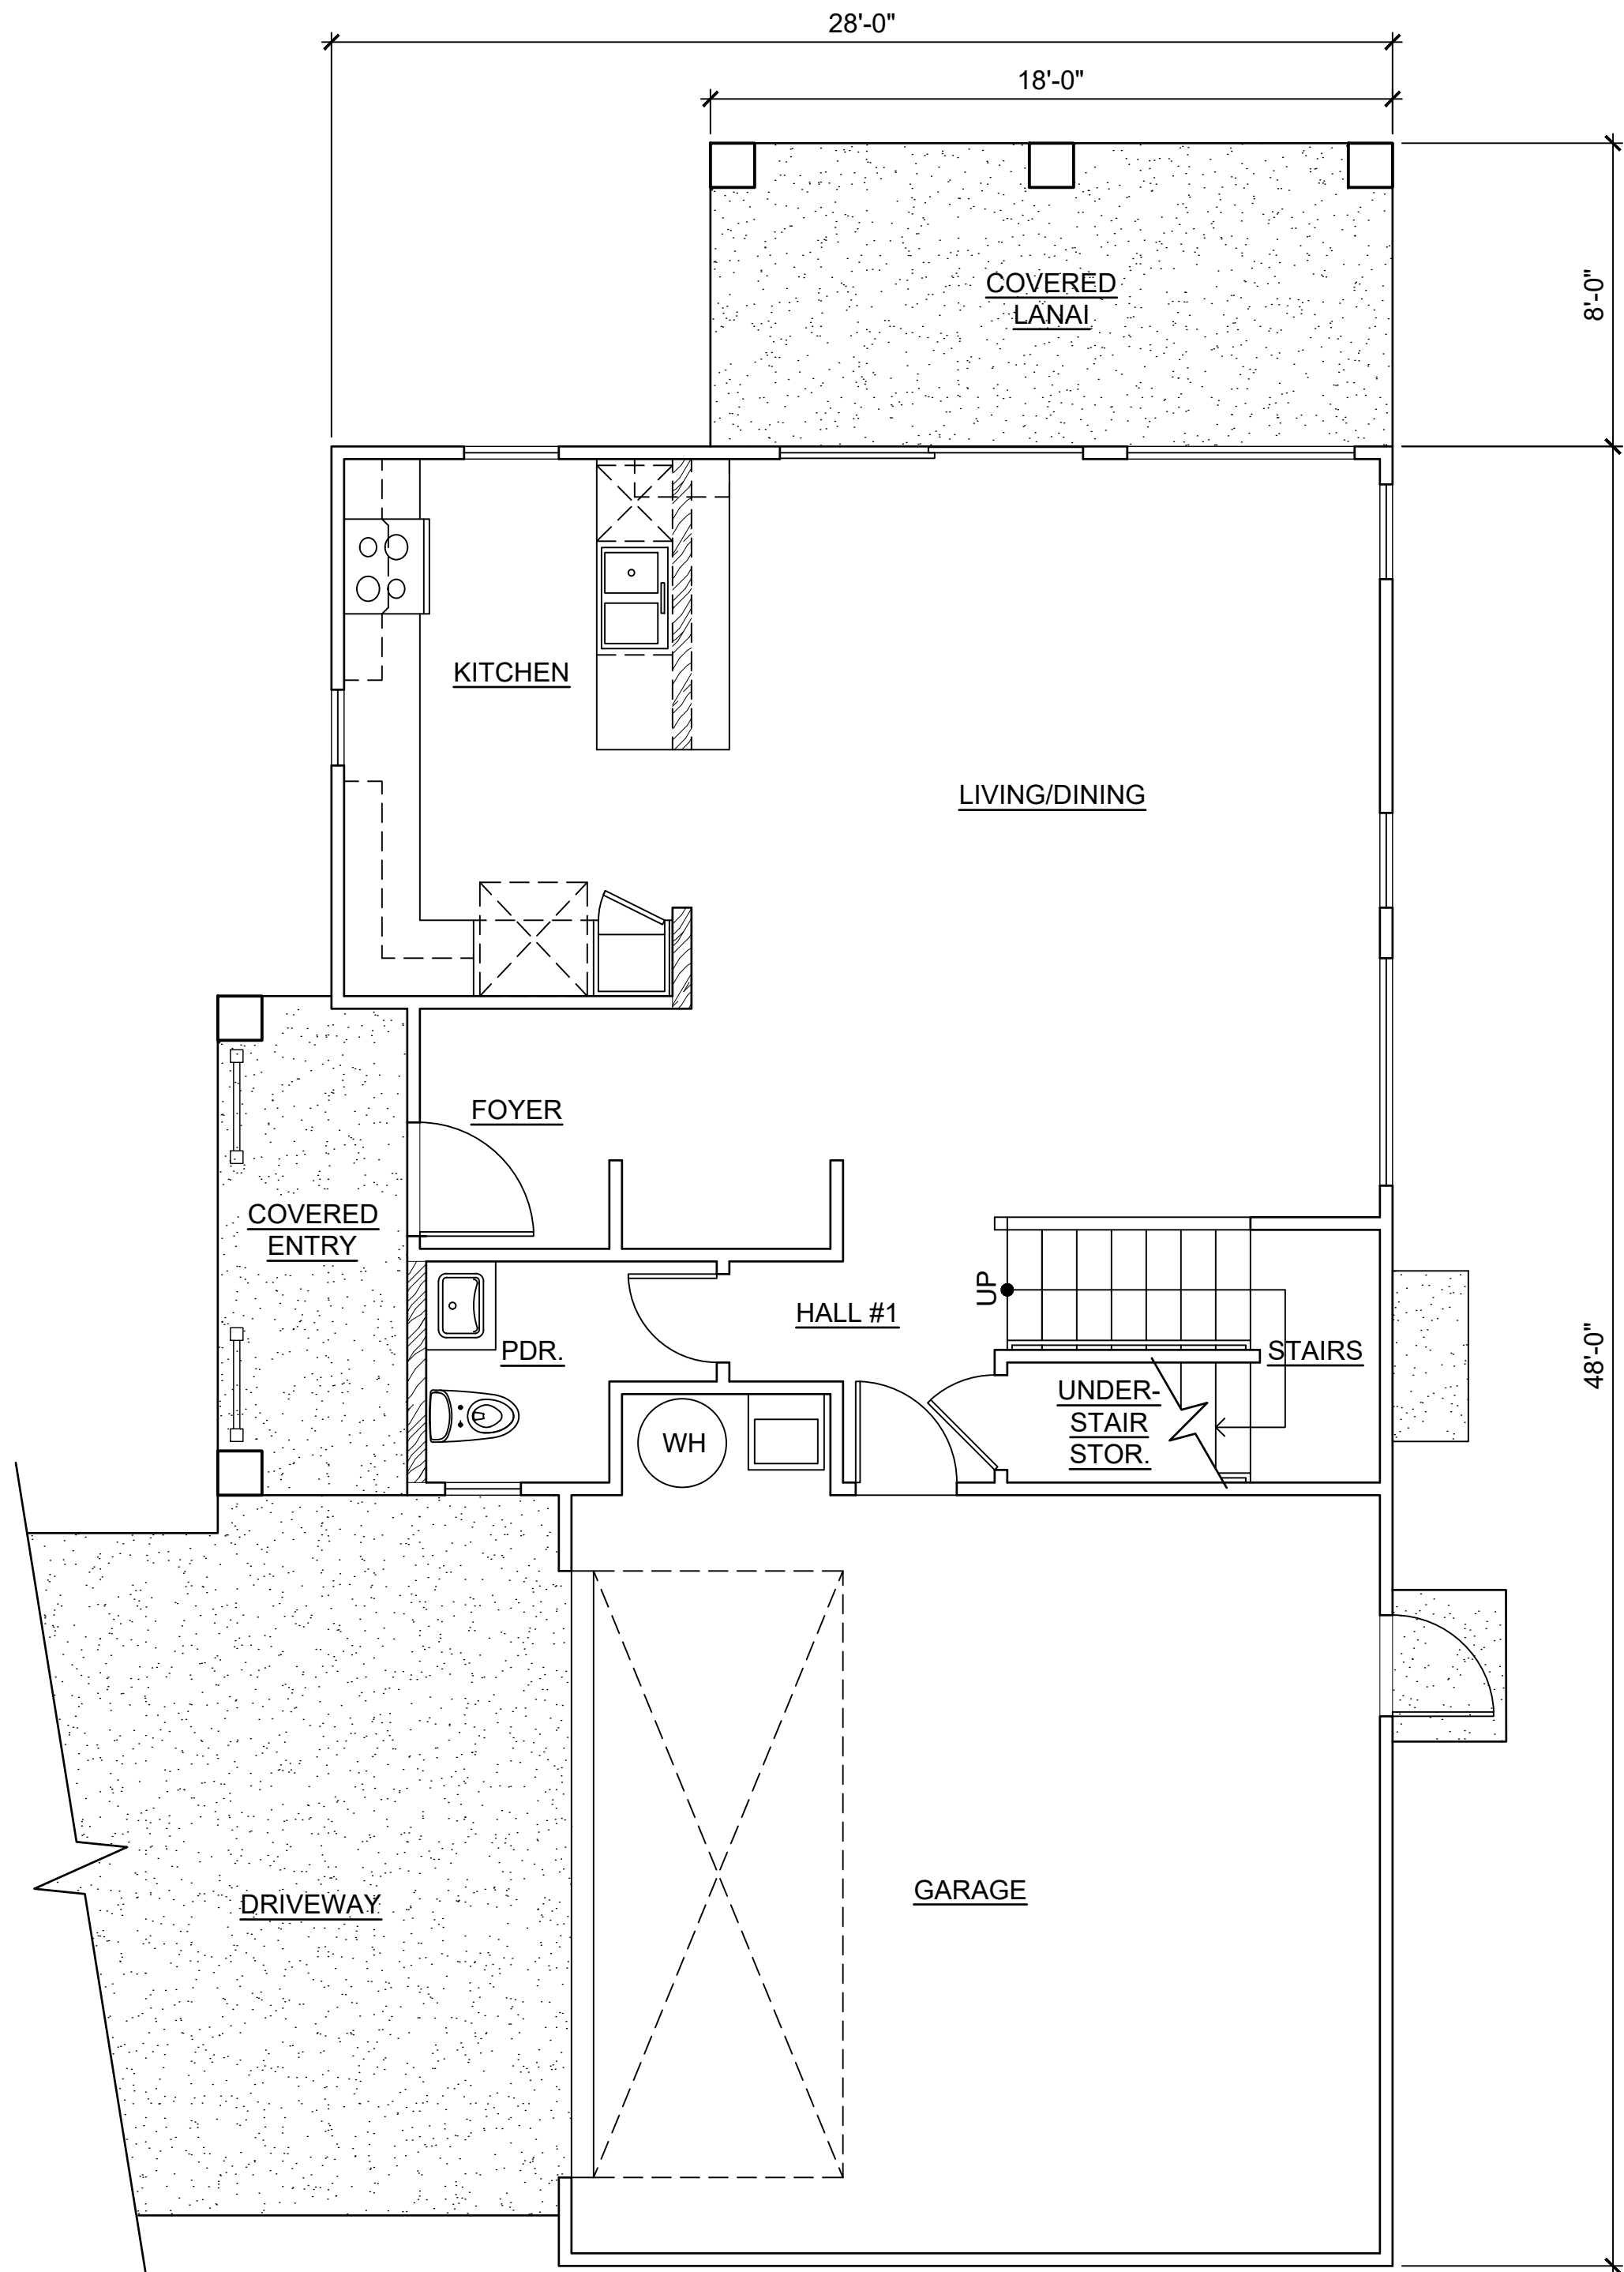 28'-0"
18'-0"
COVERED
LANAI
8'-0"
KITCHEN
LIVING/DINING
FOYER
COVERED
ENTRY
UP
HALL #1
PDR.
STAIRS
48'-0"
UNDER-
STAIR
STOR.
WH
GARAGE
DRIVEWAY